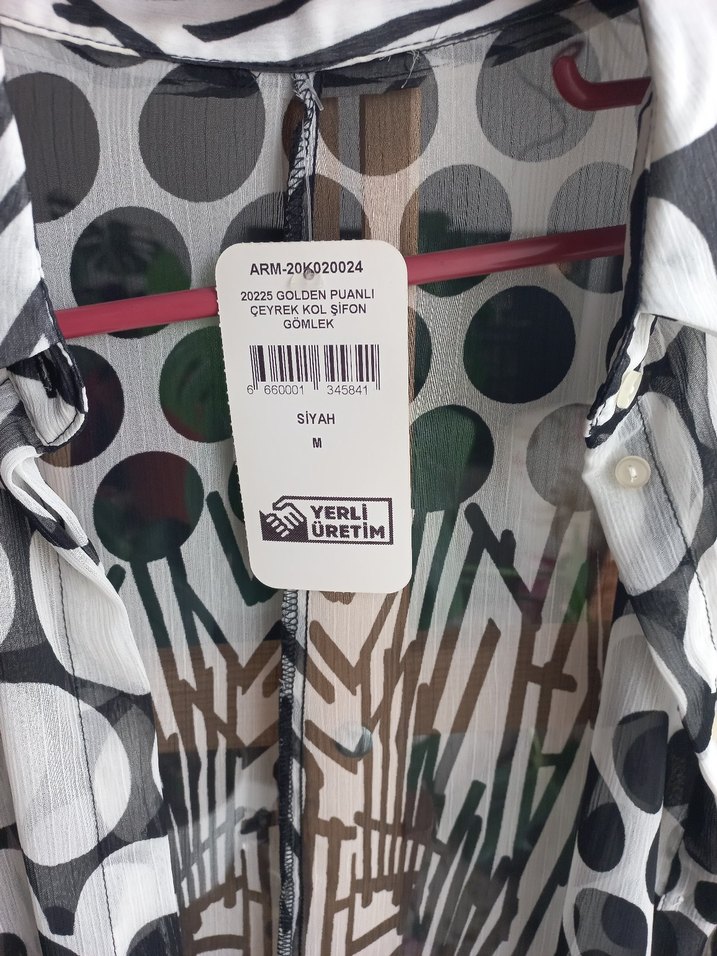 ARM-20K020024
20225 GOLDEN PUANLI
ÇEYREK KOL ŞİFON
GÖMLEK
6 660001 345841
SİYAH
M
YERLİ
ÜRETİM